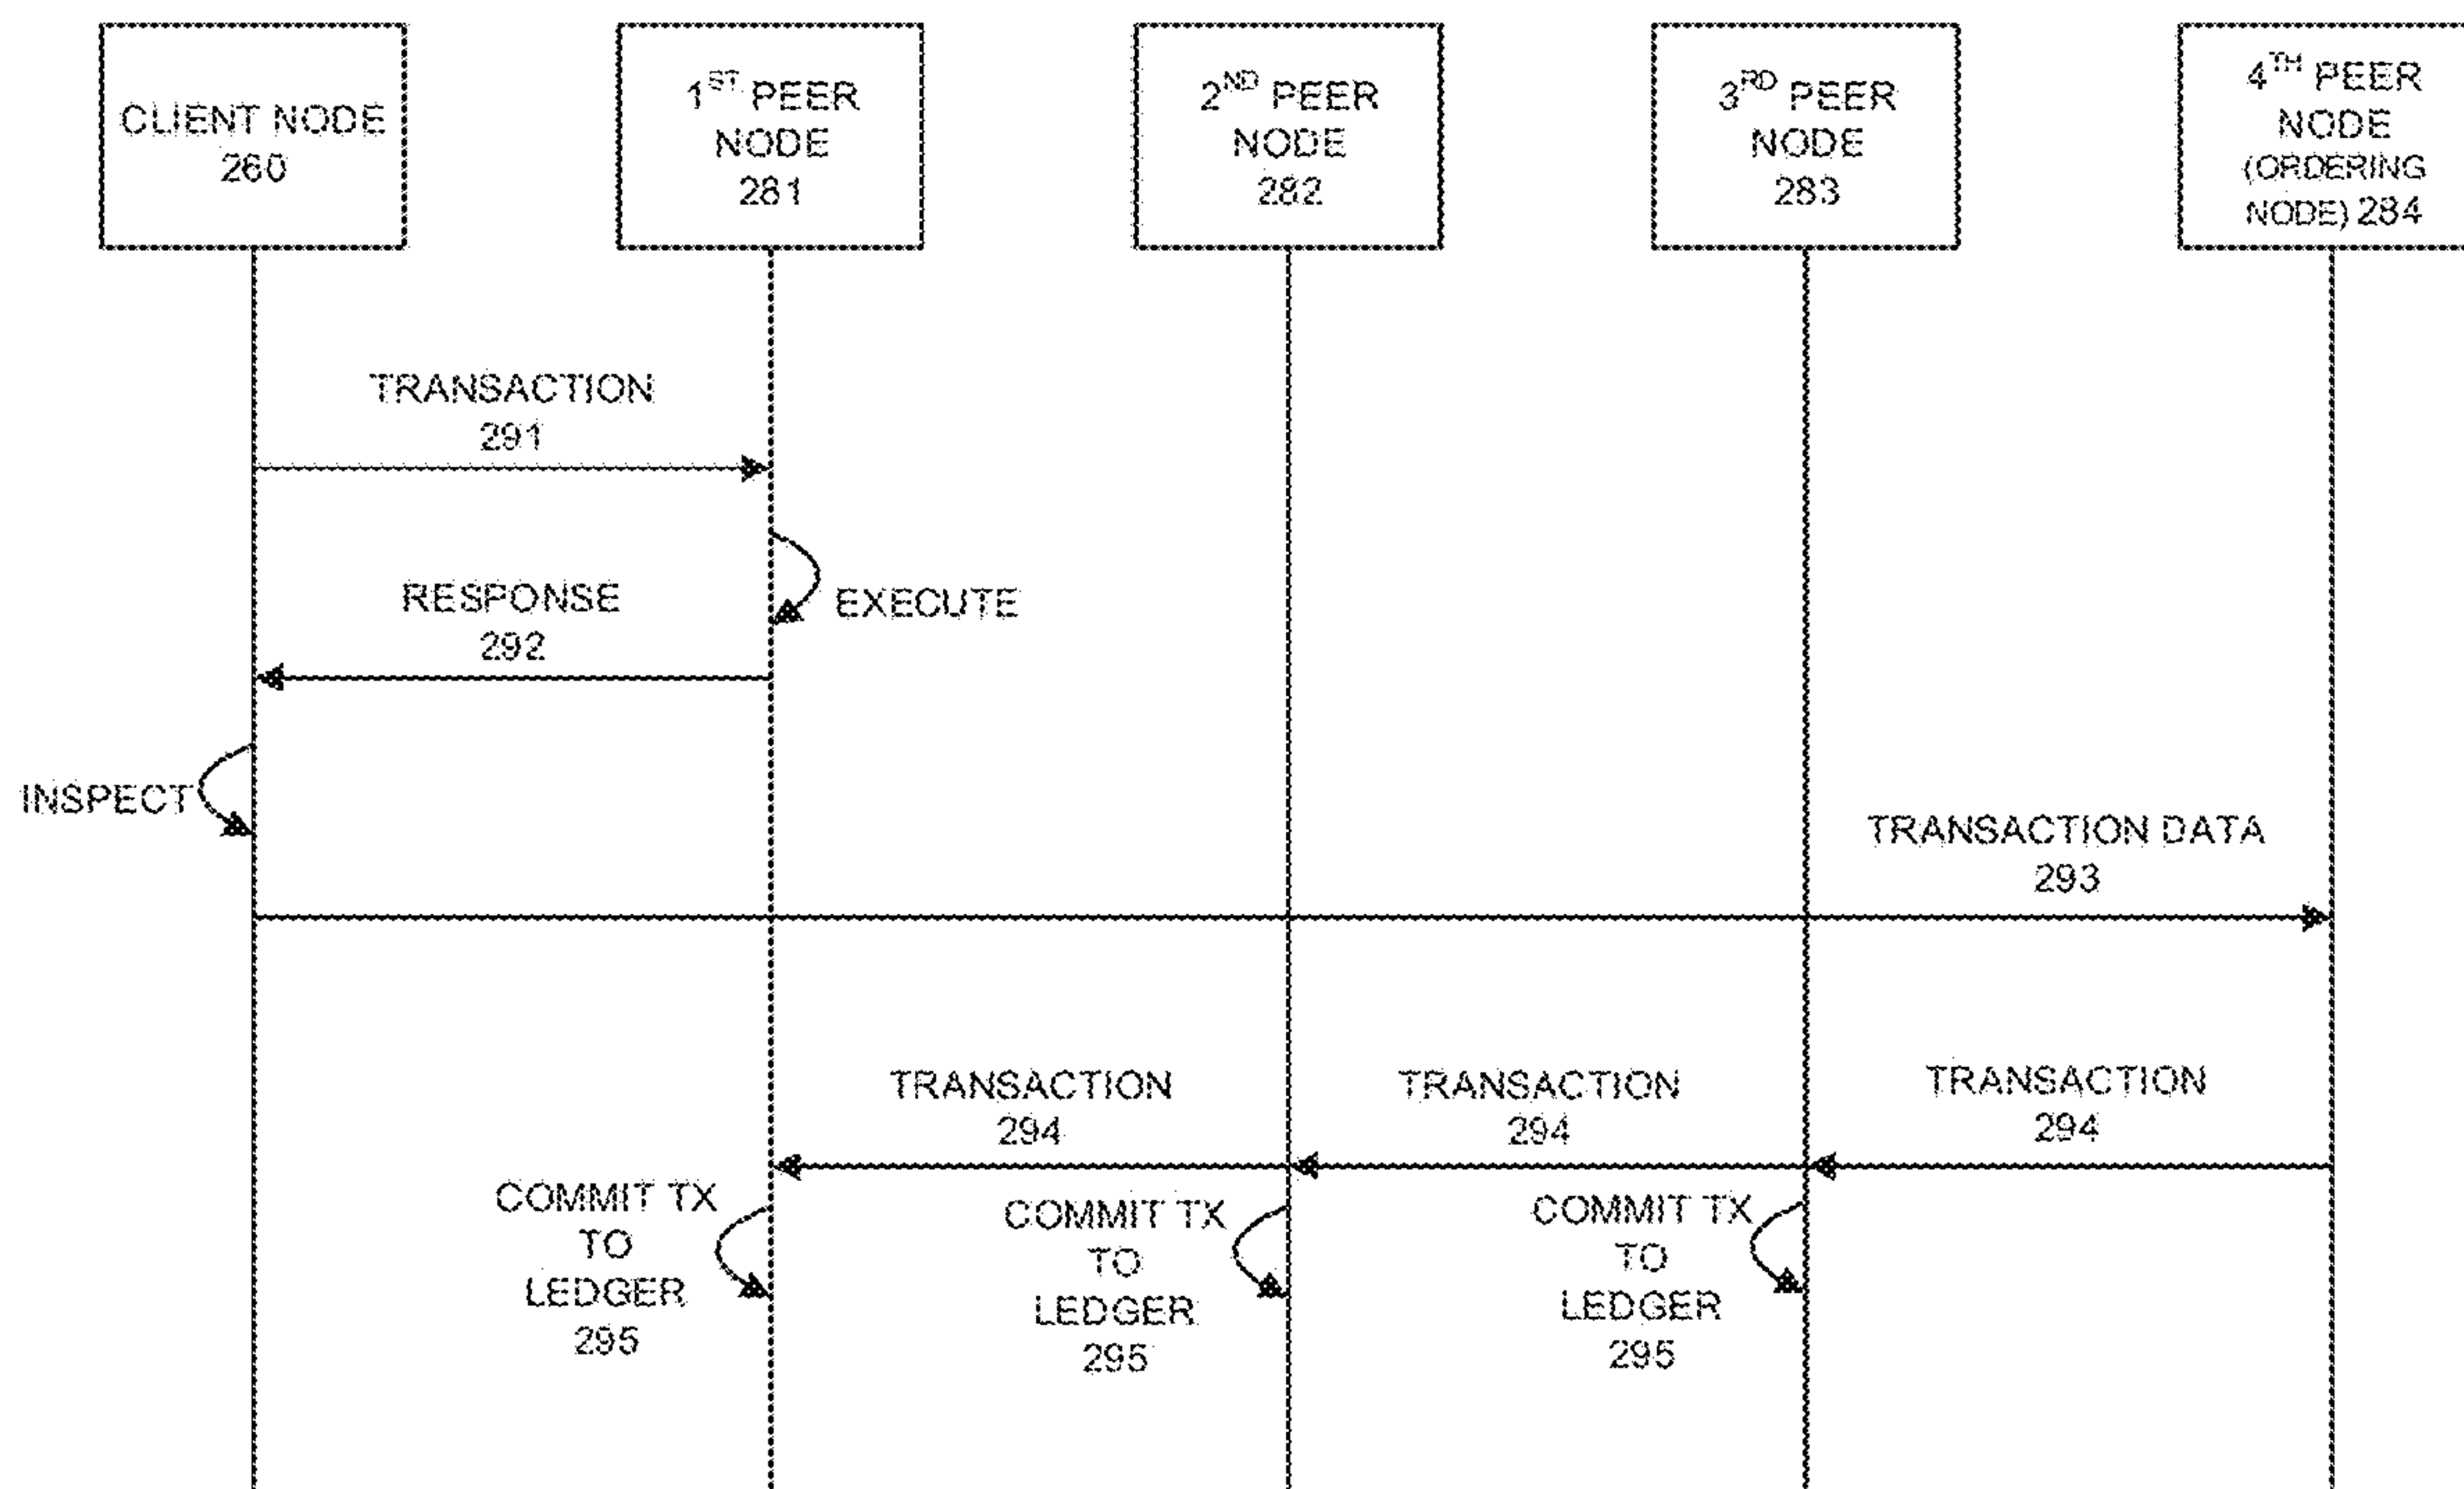 CLIENT NODE
260
1ST PEER
NODE
281
2ND PEER
NODE
282
3RD PEER
NODE
283
4TH PEER
NODE
(ORDERING
NODE) 284
TRANSACTION
291
EXECUTE
RESPONSE
292
INSPECT
TRANSACTION DATA
293
TRANSACTION
294
TRANSACTION
294
TRANSACTION
294
COMMIT TX
TO
LEDGER
295
COMMIT TX
TO
LEDGER
295
COMMIT TX
TO
LEDGER
295